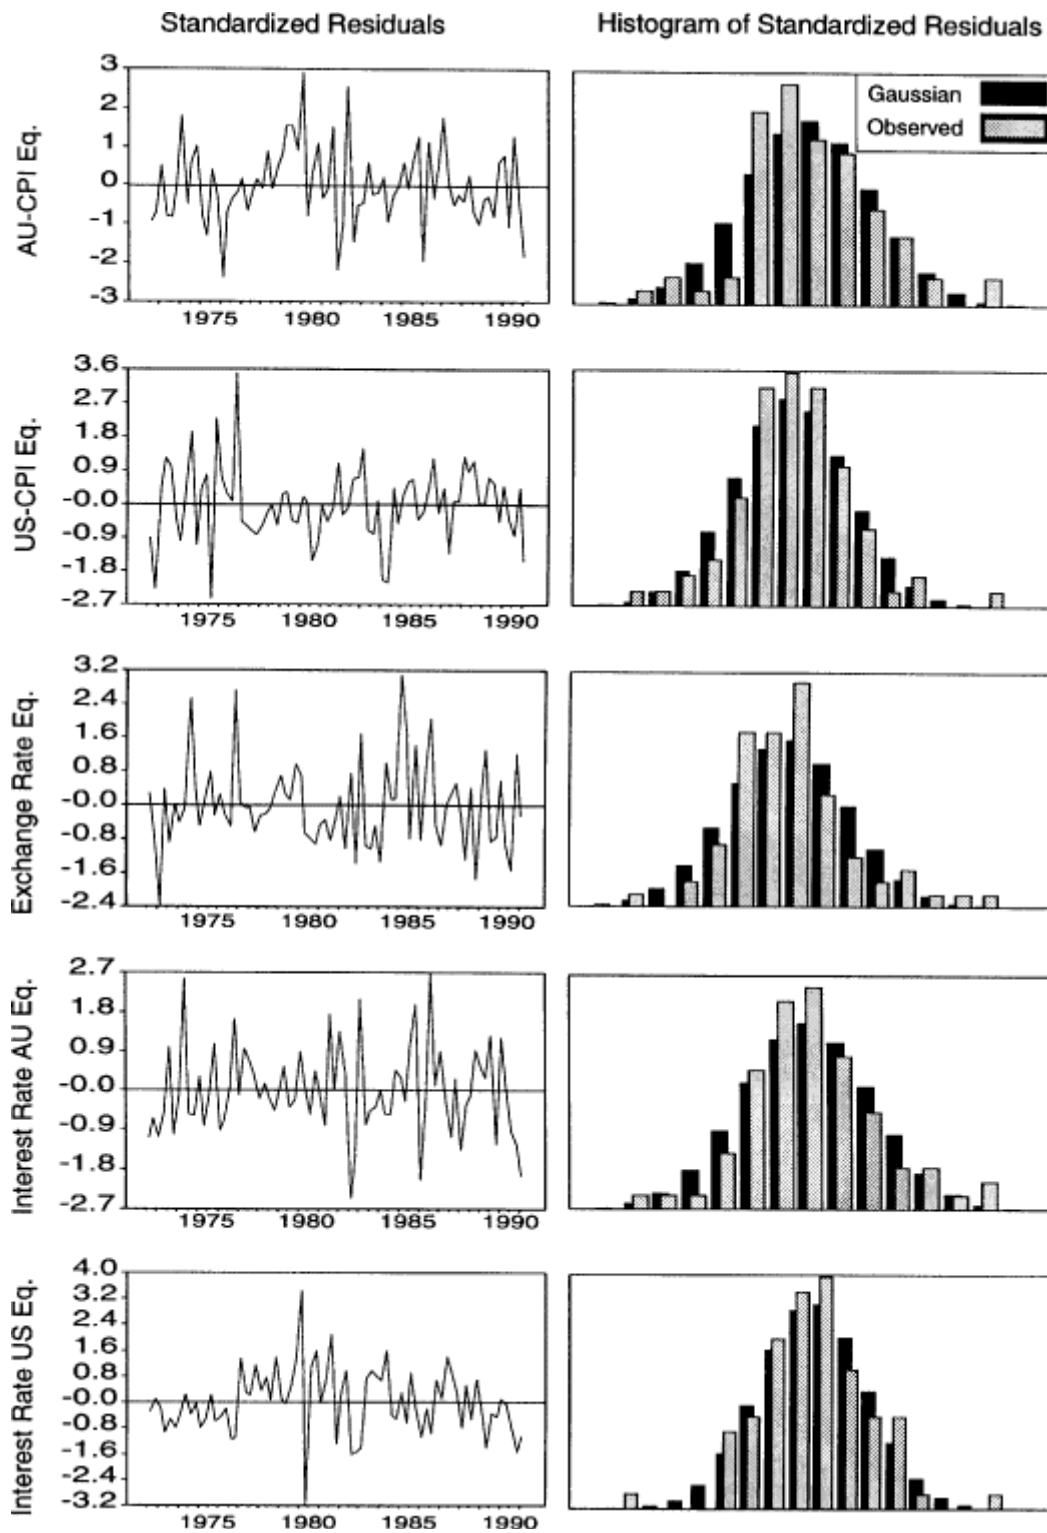 Standardized Residuals
Histogram of Standardized Residuals
AU-CPI Eq.
3
2
1
0
-1
-2
-3
1975 1980 1985 1990
Gaussian
Observed
US-CPI Eq.
3.6
2.7
1.8
0.9
-0.0
-0.9
-1.8
-2.7
1975 1980 1985 1990
Exchange Rate Eq.
3.2
2.4
1.6
0.8
-0.0
-0.8
-1.6
-2.4
1975 1980 1985 1990
Interest Rate AU Eq.
2.7
1.8
0.9
-0.0
-0.9
-1.8
-2.7
1975 1980 1985 1990
Interest Rate US Eq.
4.0
3.2
2.4
1.6
0.8
-0.0
-0.8
-1.6
-2.4
-3.2
1975 1980 1985 1990